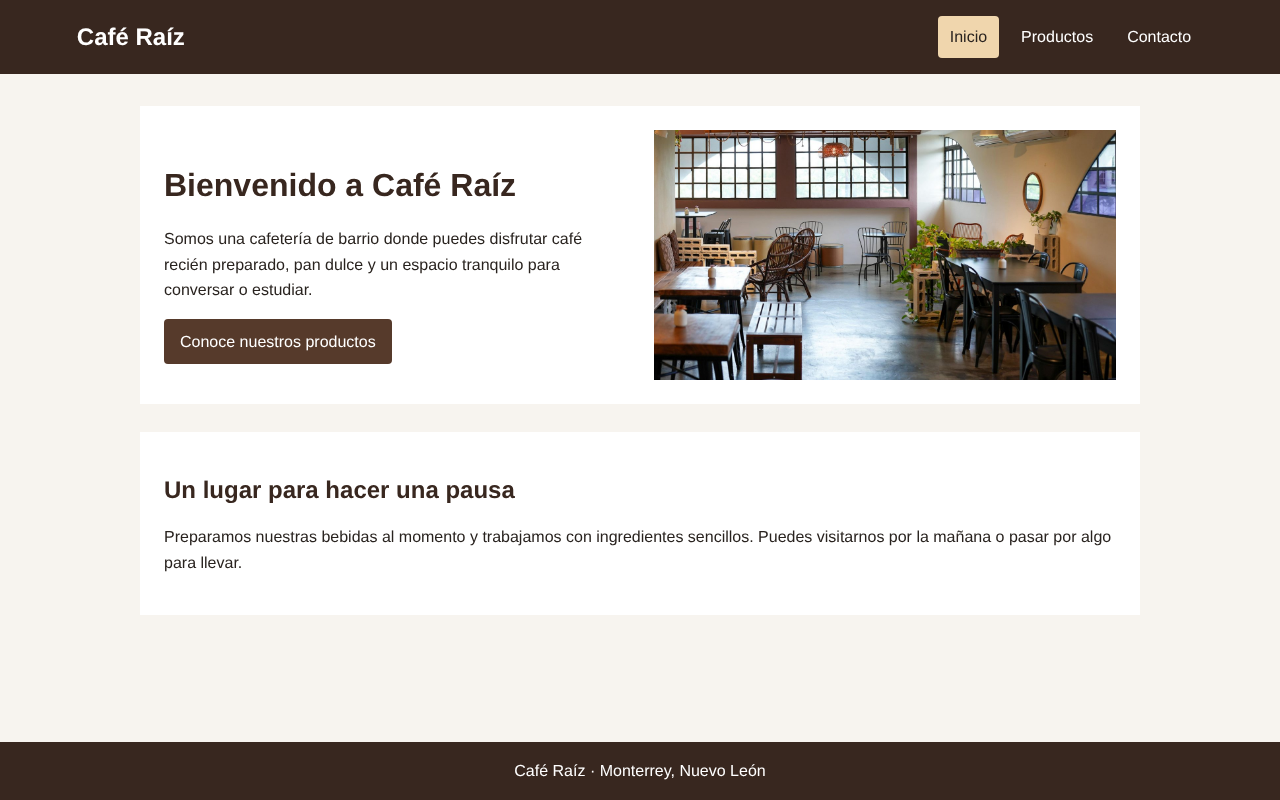 Café Raíz
Inicio
Productos
Contacto
Bienvenido a Café Raíz
Somos una cafetería de barrio donde puedes disfrutar café
recién preparado, pan dulce y un espacio tranquilo para
conversar o estudiar.
Conoce nuestros productos
Un lugar para hacer una pausa
Preparamos nuestras bebidas al momento y trabajamos con ingredientes sencillos. Puedes visitarnos por la mañana o pasar por algo
para llevar.
Café Raíz · Monterrey, Nuevo León